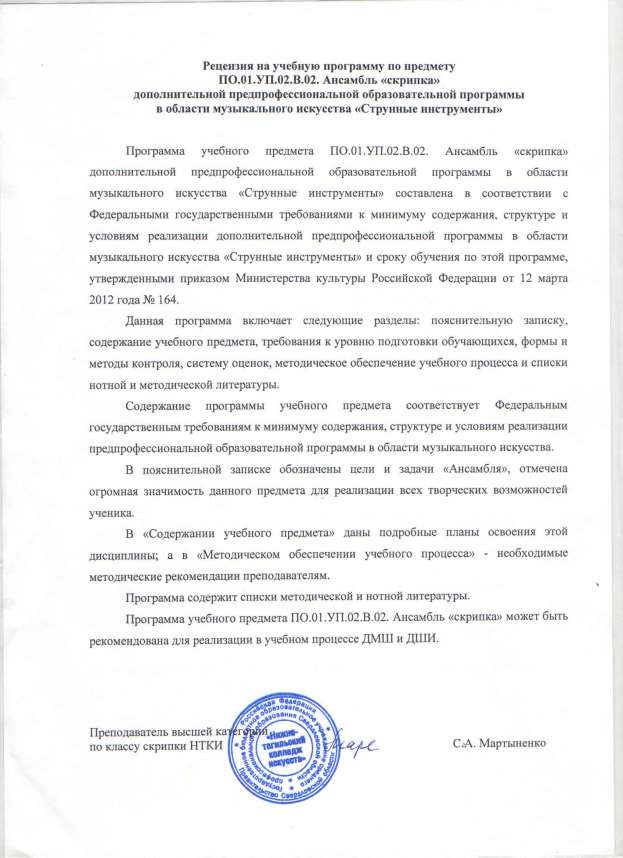 Рецензия на учебную программу по предмету
ПО.01.УП.02.В.02. Ансамбль «скрипка»
дополнительной предпрофессиональной образовательной программы
в области музыкального искусства «Струнные инструменты»
Программа учебного предмета ПО.01.УП.02.В.02. Ансамбль «скрипка»
дополнительной предпрофессиональной образовательной программы в области
музыкального искусства «Струнные инструменты» составлена в соответствии с
Федеральными государственными требованиями к минимуму содержания, структуре и
условиям реализации дополнительной предпрофессиональной программы в области
музыкального искусства «Струнные инструменты» и сроку обучения по этой программе,
утвержденными приказом Министерства культуры Российской Федерации от 12 марта
2012 года № 164.
Данная программа включает следующие разделы: пояснительную записку,
содержание учебного предмета, требования к уровню подготовки обучающихся, формы и
методы контроля, систему оценок, методическое обеспечение учебного процесса и списки
нотной и методической литературы.
Содержание программы учебного предмета соответствует Федеральным
государственным требованиям к минимуму содержания, структуре и условиям реализации
предпрофессиональной образовательной программы в области музыкального искусства.
В пояснительной записке обозначены цели и задачи «Ансамбля», отмечена
огромная значимость данного предмета для реализации всех творческих возможностей
ученика.
В «Содержании учебного предмета» даны подробные планы освоения этой
дисциплины; а в «Методическом обеспечении учебного процесса» - необходимые
методические рекомендации преподавателям.
Программа содержит списки методической и нотной литературы.
Программа учебного предмета ПО.01.УП.02.В.02. Ансамбль «скрипка» может быть
рекомендована для реализации в учебном процессе ДМШ и ДШИ.
Преподаватель высшей категории
по классу скрипки НТКИ
С.А. Мартыненко
Российская Федерация
Правительство Свердловской области
«Нижне-
тагильский
колледж
искусств»